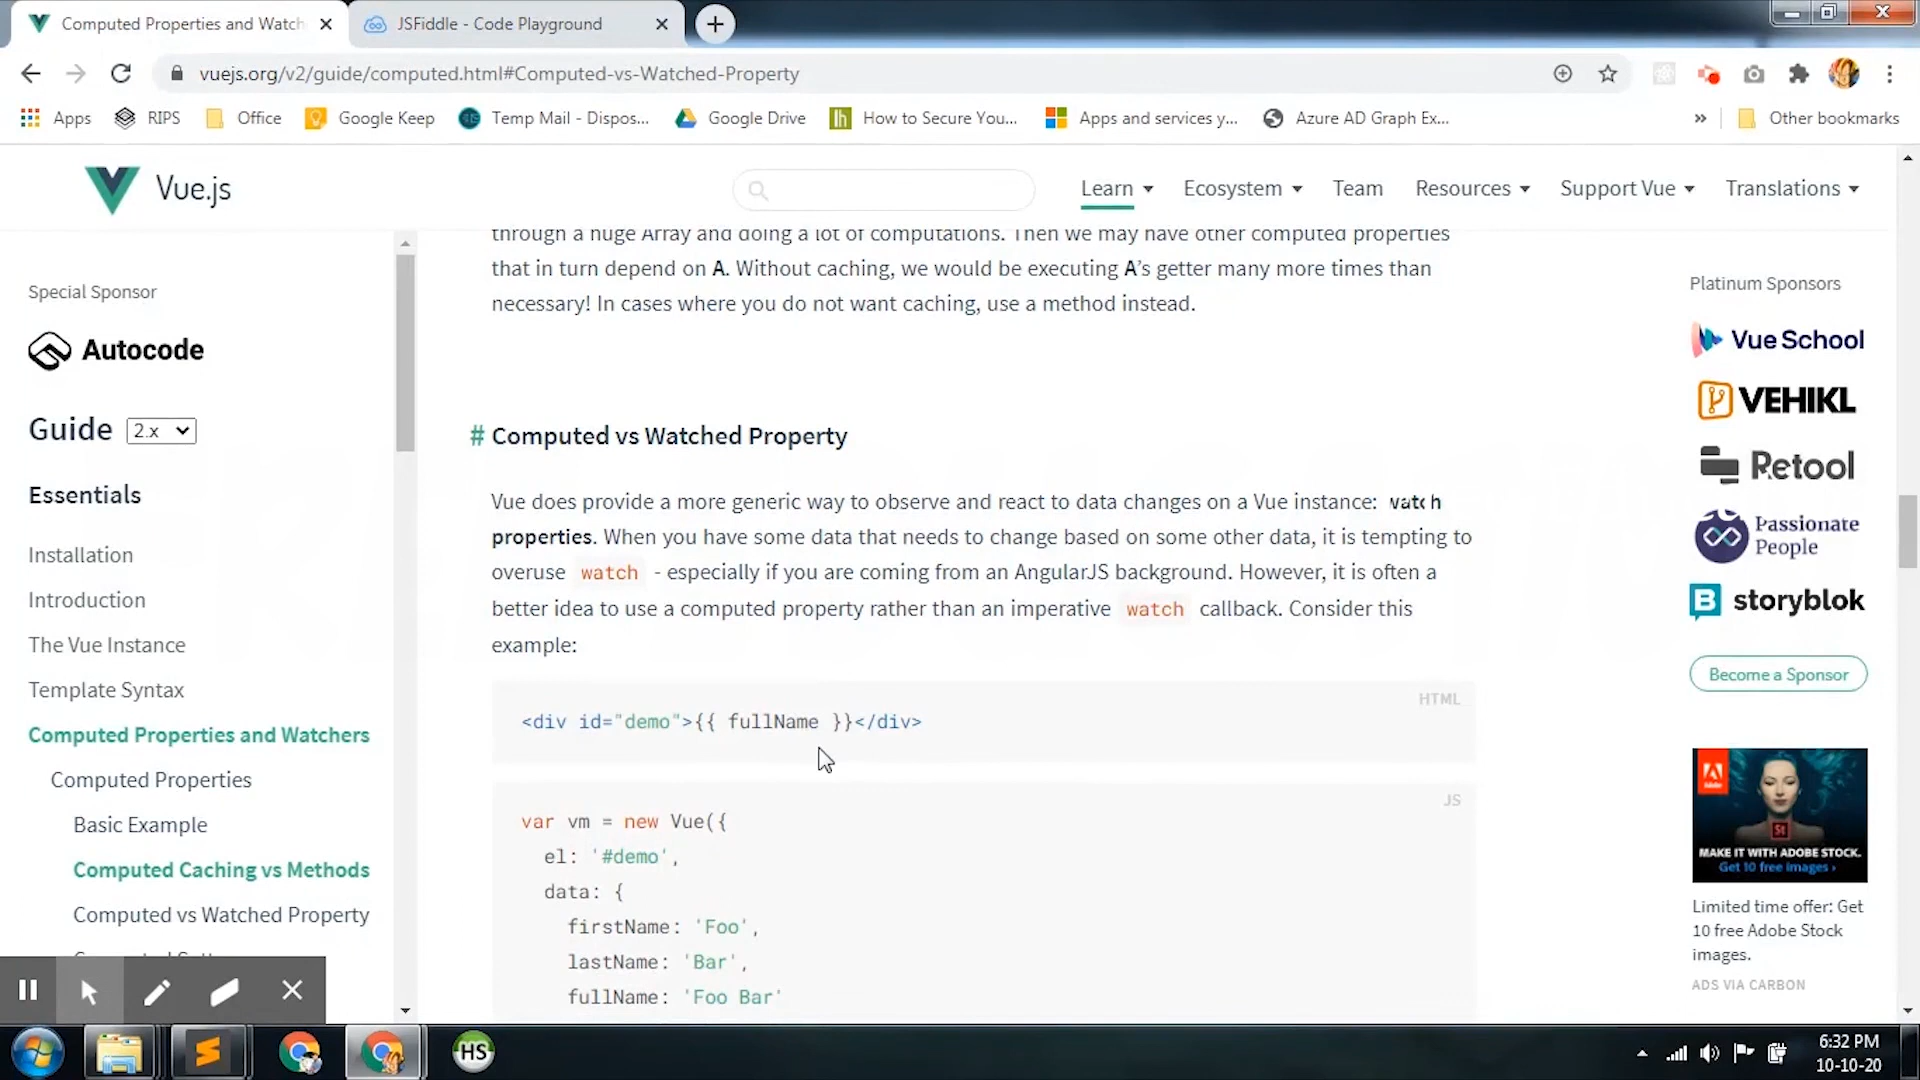 Computed Properties and Watch
JSFiddle - Code Playground
vuejs.org/v2/guide/computed.html#Computed-vs-Watched-Property
Apps
RIPS
Office
Google Keep
Temp Mail - Dispos...
Google Drive
How to Secure You...
Apps and services y...
Azure AD Graph Ex...
»
Other bookmarks
Vue.js
Learn
Ecosystem
Team
Resources
Support Vue
Translations
Special Sponsor
Autocode
Guide 2.x
Essentials
Installation
Introduction
The Vue Instance
Template Syntax
Computed Properties and Watchers
Computed Properties
Basic Example
Computed Caching vs Methods
Computed vs Watched Property
through a huge Array and doing a lot of computations. Then we may have other computed properties
that in turn depend on A. Without caching, we would be executing A's getter many more times than
necessary! In cases where you do not want caching, use a method instead.
# Computed vs Watched Property
Vue does provide a more generic way to observe and react to data changes on a Vue instance: watch
properties. When you have some data that needs to change based on some other data, it is tempting to
overuse watch - especially if you are coming from an AngularJS background. However, it is often a
better idea to use a computed property rather than an imperative watch callback. Consider this
example:
HTML
<div id="demo">{{ fullName }}</div>
JS
var vm = new Vue({
el: '#demo',
data: {
firstName: 'Foo',
lastName: 'Bar',
fullName: 'Foo Bar'
Platinum Sponsors
Vue School
VEHIKL
Retool
Passionate
People
storyblok
Become a Sponsor
MAKE IT WITH ADOBE STOCK.
Get 10 free images ›
Limited time offer: Get
10 free Adobe Stock
images.
ADS VIA CARBON
HS
6:32 PM
10-10-20